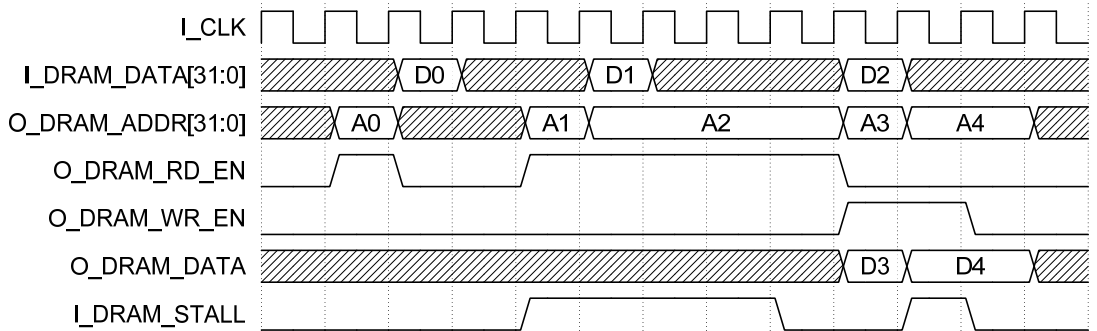 I_CLK
I_DRAM_DATA[31:0] D0 D1 D2
O_DRAM_ADDR[31:0] A0 A1 A2 A3 A4
O_DRAM_RD_EN
O_DRAM_WR_EN
O_DRAM_DATA D3 D4
I_DRAM_STALL